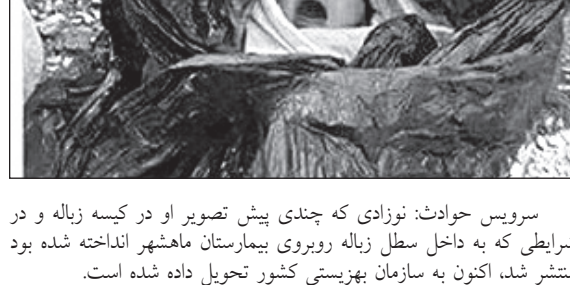 سرویس حوادث: نوزادی که چندی پیش تصویر او در کیسه زباله و در
شرایطی که به داخل سطل زباله روبروی بیمارستان ماهشهر انداخته شده بود
منتشر شد، اکنون به سازمان بهزیستی کشور تحویل داده شده است.